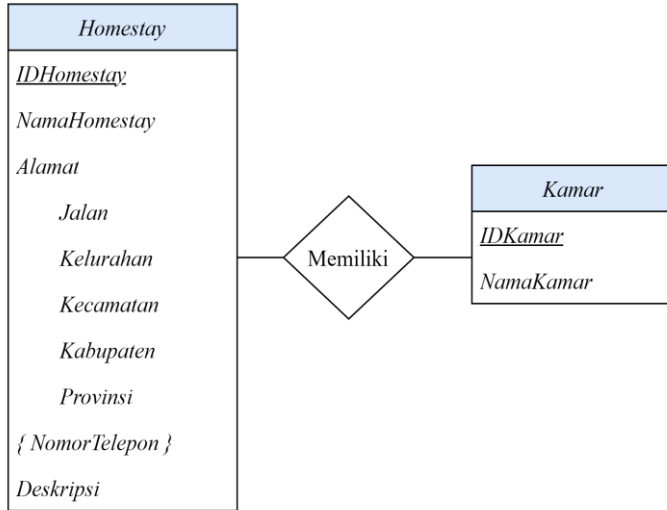 Homestay
IDHomestay
NamaHomestay
Alamat
Jalan
Kelurahan
Kecamatan
Kabupaten
Provinsi
{ NomorTelepon }
Deskripsi
Memiliki
Kamar
IDKamar
NamaKamar